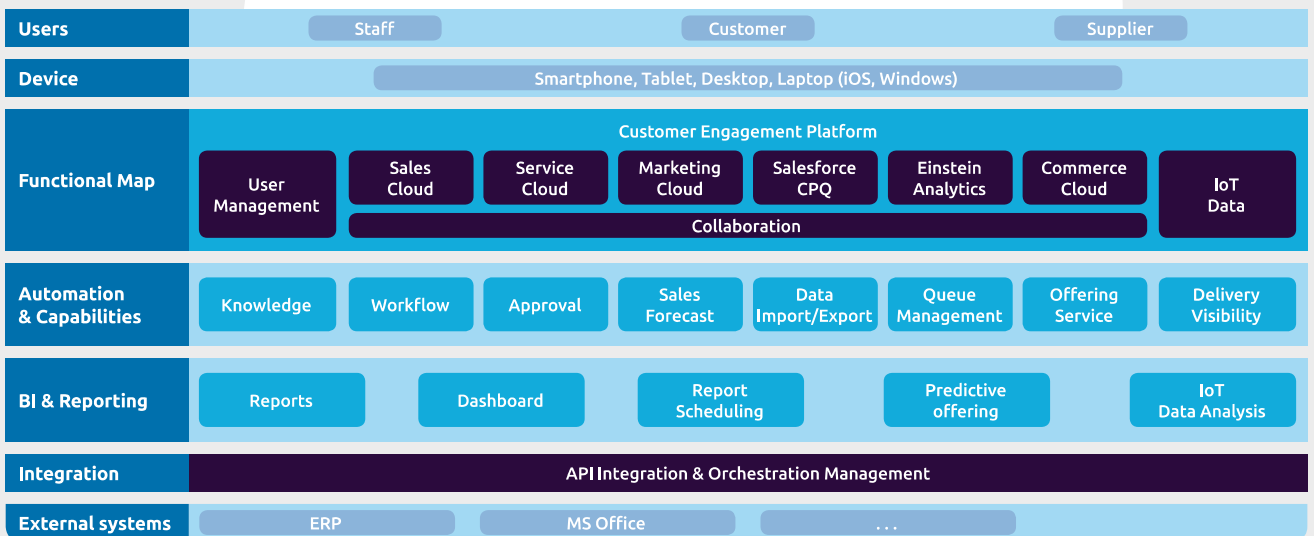 Users
Staff
Customer
Supplier
Device
Smartphone, Tablet, Desktop, Laptop (iOS, Windows)
Functional Map
Customer Engagement Platform
User
Management
Sales
Cloud
Service
Cloud
Marketing
Cloud
Salesforce
CPQ
Einstein
Analytics
Commerce
Cloud
IoT
Data
Collaboration
Automation
& Capabilities
Knowledge
Workflow
Approval
Sales
Forecast
Data
Import/Export
Queue
Management
Offering
Service
Delivery
Visibility
BI & Reporting
Reports
Dashboard
Report
Scheduling
Predictive
offering
IoT
Data Analysis
Integration
API Integration & Orchestration Management
External systems
ERP
MS Office
. . .